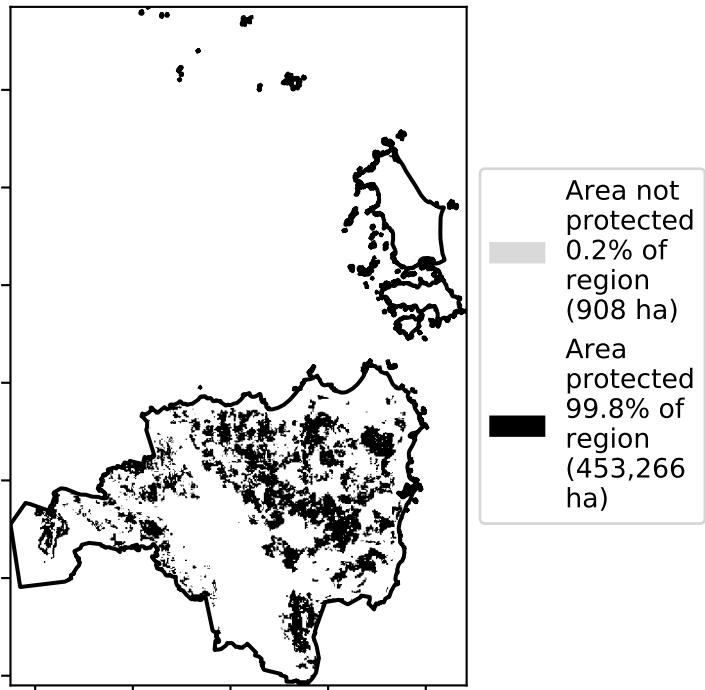 Area not
protected
0.2% of
region
(908 ha)
Area
protected
99.8% of
region
(453,266
ha)